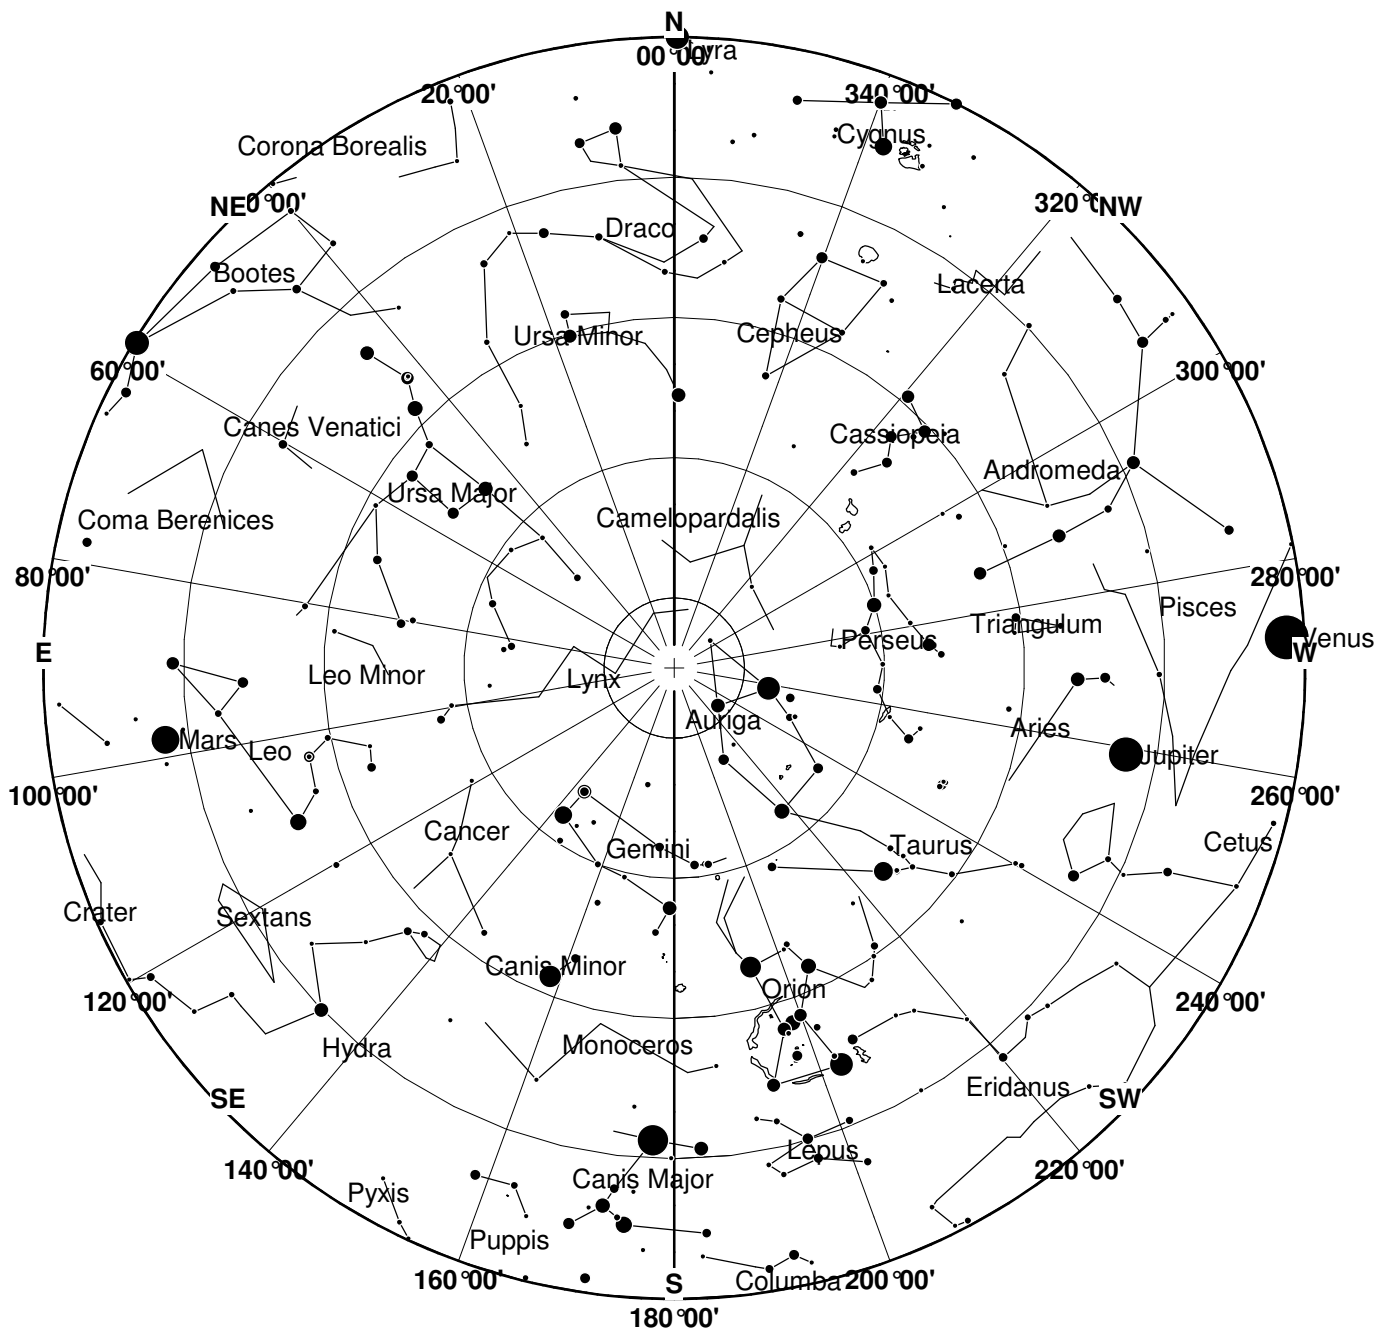 N
00°00' Lyra
20°00'
340°00'
Cygnus
Corona Borealis
NE 0°00'
320°0 NW
Draco
Bootes
Lacerta
Ursa Minor
Cepheus
60°00'
300°00'
Canes Venatici
Cassiopeia
Andromeda
Ursa Major
Coma Berenices
Camelopardalis
80°00'
280°00'
Pisces
Triangulum
Perseus
Venus
E
W
Leo Minor
Lynx
Auriga
Aries
Mars
Leo
Jupiter
100°00'
260°00'
Cancer
Gemini
Taurus
Cetus
Crater
Sextans
Canis Minor
Orion
120°00'
240°00'
Hydra
Monoceros
Eridanus
SE
SW
Lepus
140°00'
220°00'
Canis Major
Pyxis
Puppis
160°00'
S
Columba 200°00'
180°00'